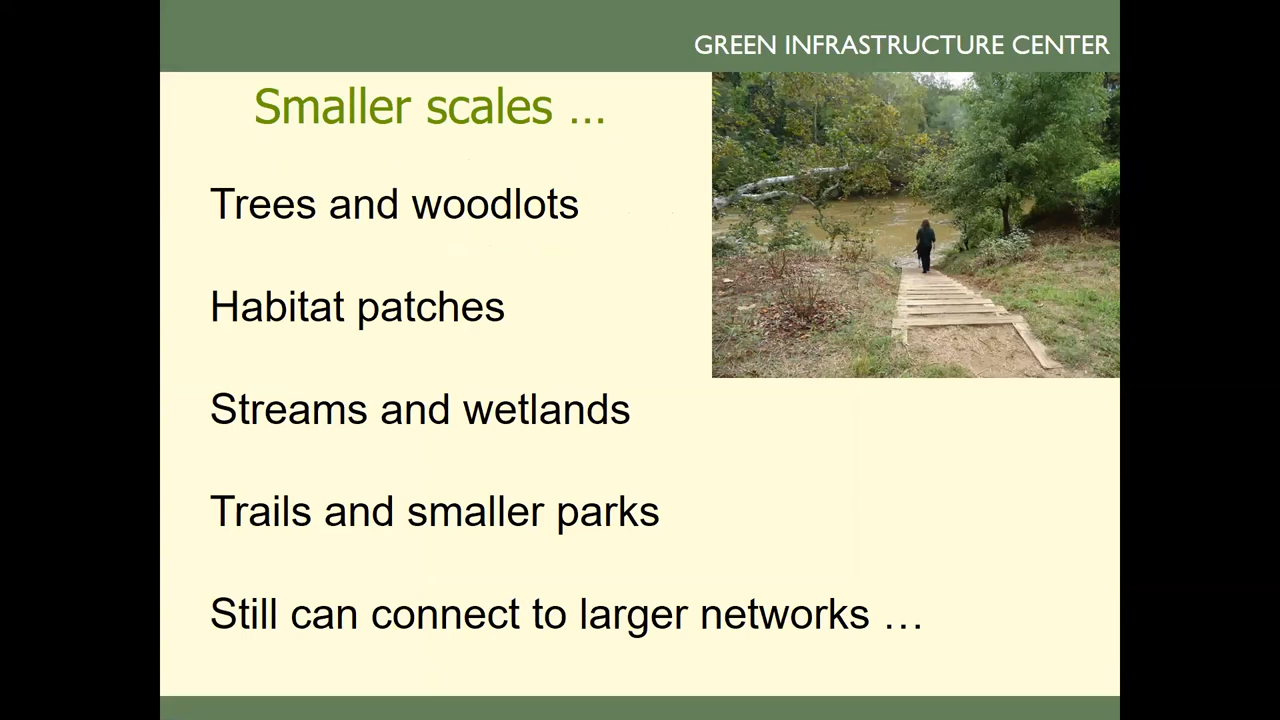 GREEN INFRASTRUCTURE CENTER
Smaller scales …
Trees and woodlots
Habitat patches
Streams and wetlands
Trails and smaller parks
Still can connect to larger networks …